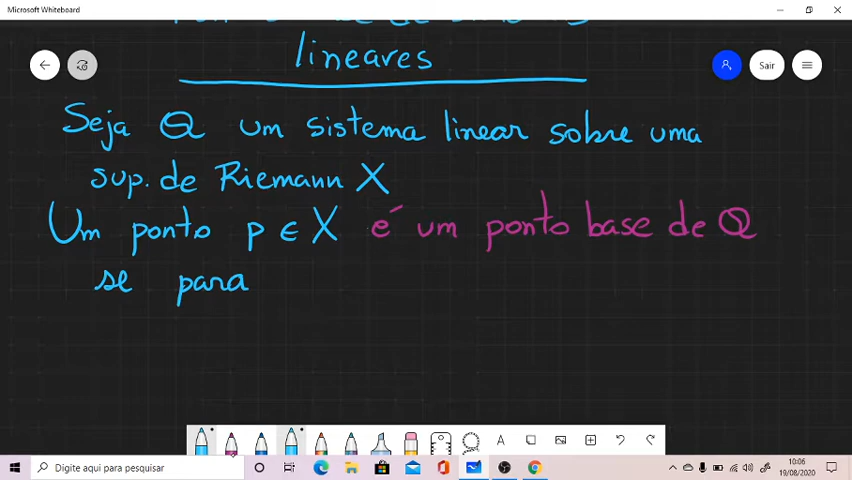 Microsoft Whiteboard
lineares
Sair
Seja Q um sistema linear sobre uma
sup. de Riemann X
Um ponto p ∈ X é um ponto base de Q
se para
A
Digite aqui para pesquisar
10:06
19/08/2020